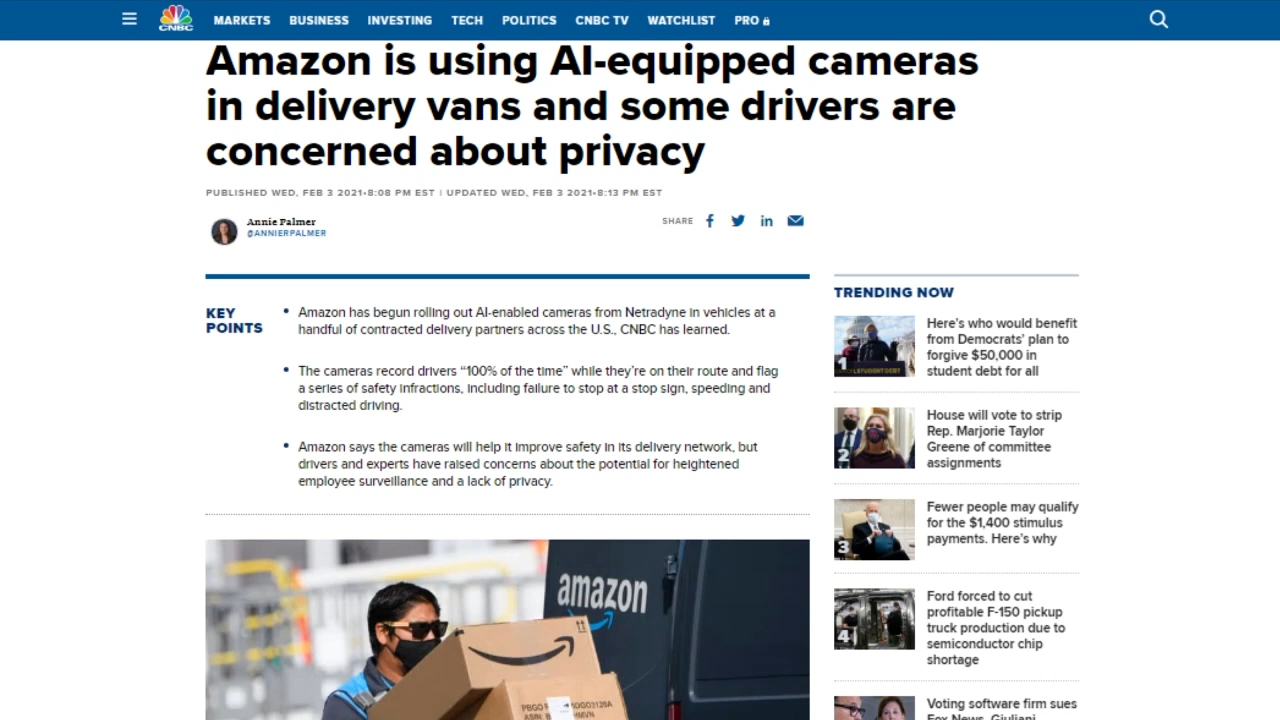 MARKETS BUSINESS INVESTING TECH POLITICS CNBC TV WATCHLIST PRO
CNBC
Amazon is using AI-equipped cameras
in delivery vans and some drivers are
concerned about privacy
PUBLISHED WED, FEB 3 2021•8:08 PM EST | UPDATED WED, FEB 3 2021•8:13 PM EST
Annie Palmer
@ANNIERPALMER
SHARE
KEY
POINTS
• Amazon has begun rolling out AI-enabled cameras from Netradyne in vehicles at a
handful of contracted delivery partners across the U.S., CNBC has learned.
• The cameras record drivers “100% of the time” while they’re on their route and flag
a series of safety infractions, including failure to stop at a stop sign, speeding and
distracted driving.
• Amazon says the cameras will help it improve safety in its delivery network, but
drivers and experts have raised concerns about the potential for heightened
employee surveillance and a lack of privacy.
amazon
TRENDING NOW
1
Here’s who would benefit
from Democrats’ plan to
forgive $50,000 in
student debt for all
2
House will vote to strip
Rep. Marjorie Taylor
Greene of committee
assignments
3
Fewer people may qualify
for the $1,400 stimulus
payments. Here’s why
4
Ford forced to cut
profitable F-150 pickup
truck production due to
semiconductor chip
shortage
Voting software firm sues
Fox News, Giuliani